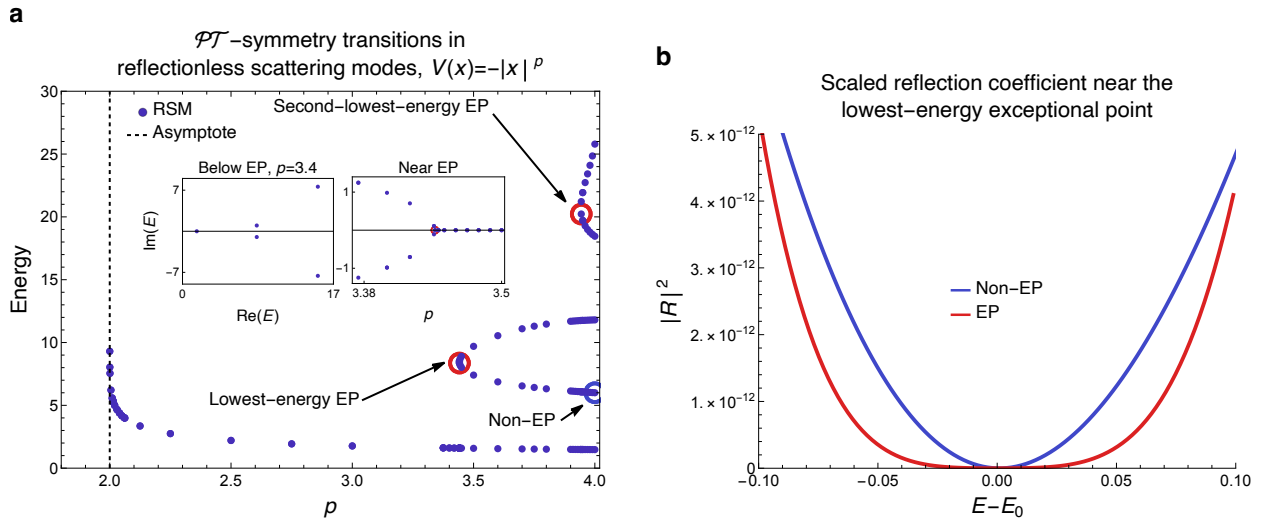 a
𝒫𝒯-symmetry transitions in
reflectionless scattering modes, V(x)=-|x|^p
30
25
20
15
10
5
0
Energy
2.0
2.5
3.0
3.5
4.0
p
RSM
Asymptote
Second-lowest-energy EP
Below EP, p=3.4
7
-7
Im(E)
0
17
Re(E)
Near EP
1
-1
3.38
3.5
p
Lowest-energy EP
Non-EP
b
Scaled reflection coefficient near the
lowest-energy exceptional point
5. × 10^-12
4. × 10^-12
3. × 10^-12
2. × 10^-12
1. × 10^-12
0
|R|^2
Non-EP
EP
-0.10
-0.05
0.00
0.05
0.10
E-E_0